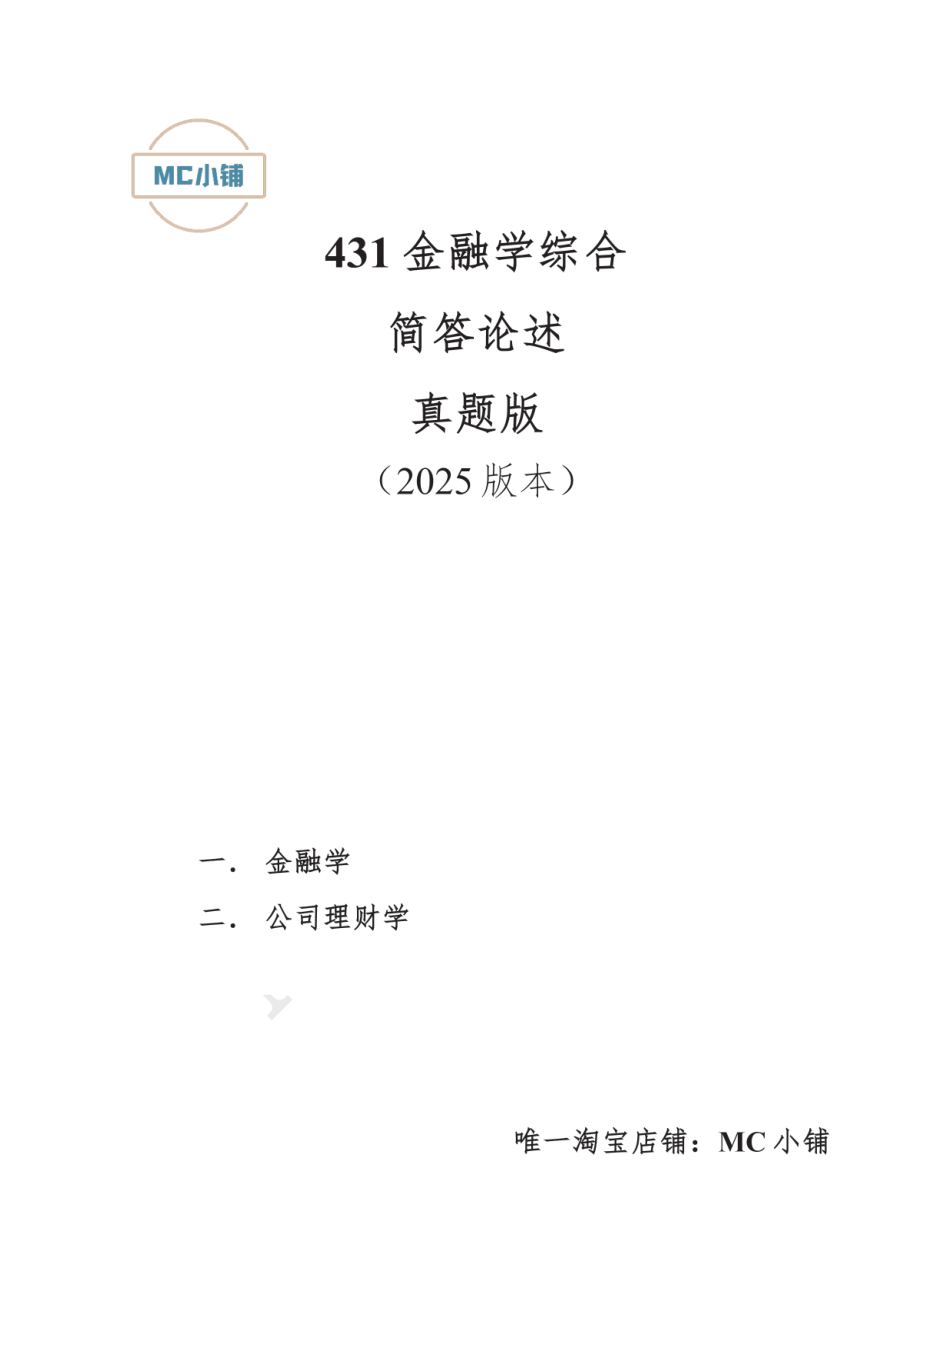 MC小铺
431 金融学综合
简答论述
真题版
（2025 版本）
一． 金融学
二． 公司理财学
唯一淘宝店铺：MC 小铺